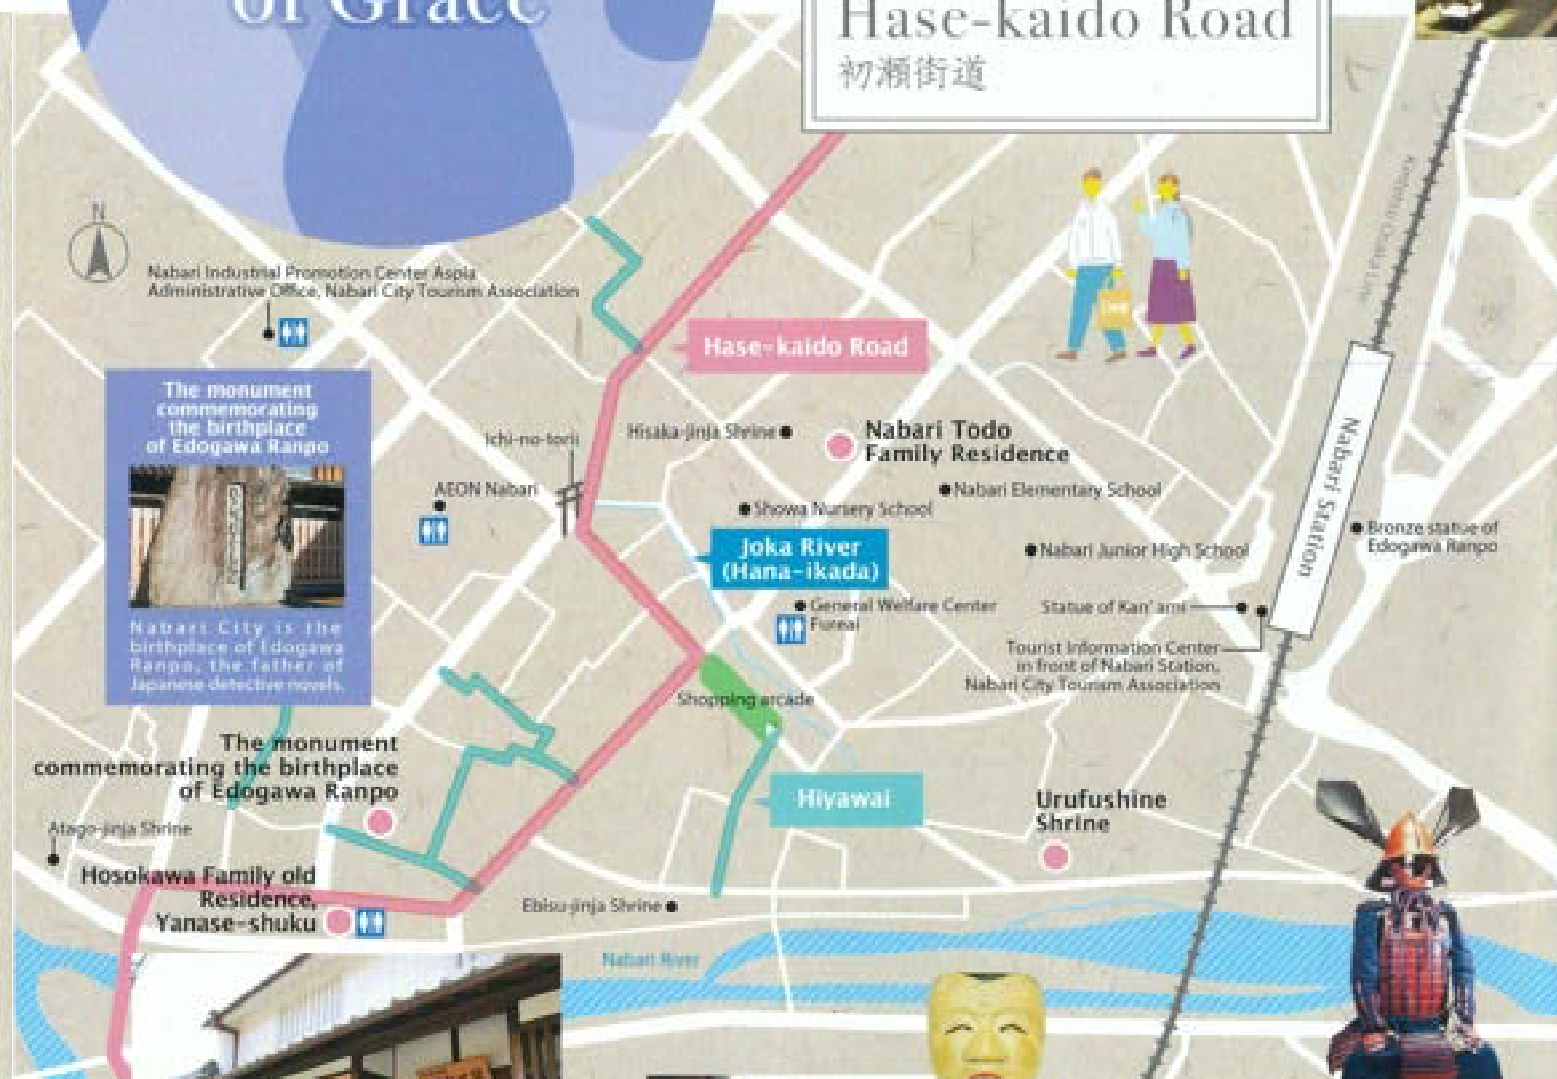 of Grace
Hase-kaido Road
初瀬街道
N
Nabari Industrial Promotion Center Aspia
Administrative Office, Nabari City Tourism Association
Kintetsu Osaka Line
Hase-kaido Road
The monument
commemorating
the birthplace
of Edogawa Ranpo
Ichi-no-torii
Hisaka-jinja Shrine
Nabari Todo
Family Residence
AEON Nabari
Nabari Elementary School
Showa Nursery School
Nabari Station
Bronze statue of
Edogawa Ranpo
Joka River
(Hana-ikada)
Nabari Junior High School
General Welfare Center
Fureai
Statue of Kan'ami
Nabari City is the
birthplace of Edogawa
Ranpo, the father of
Japanese detective novels.
Tourist Information Center
in front of Nabari Station,
Nabari City Tourism Association
Shopping arcade
The monument
commemorating the birthplace
of Edogawa Ranpo
Hiyawai
Urufushine
Shrine
Atago-jinja Shrine
Hosokawa Family old
Residence,
Yanase-shuku
Ebisu-jinja Shrine
Nabari River